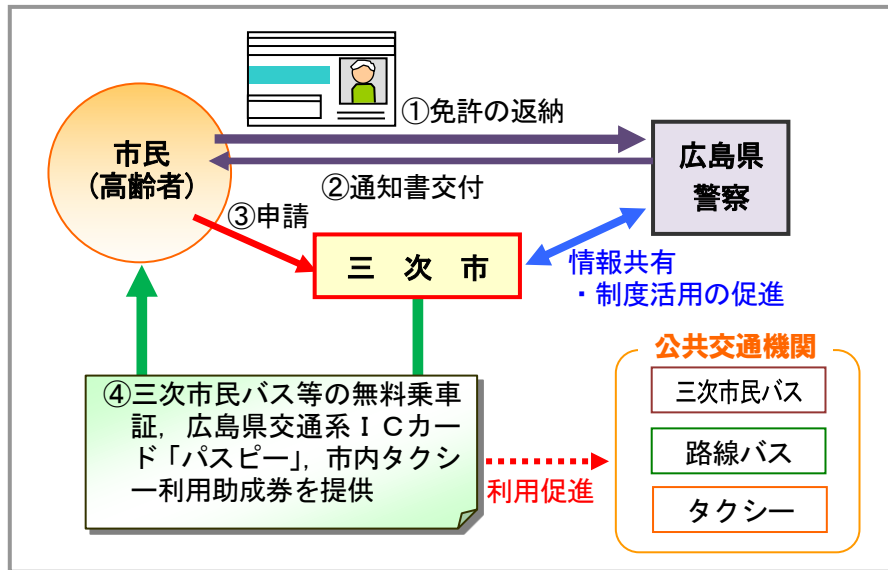 ①免許の返納
市民
(高齢者)
広島県
警察
②通知書交付
③申請
三 次 市
情報共有
・制度活用の促進
公共交通機関
三次市民バス
路線バス
タクシー
④三次市民バス等の無料乗車
証，広島県交通系ＩＣカー
ド「パスピー」，市内タクシ
ー利用助成券を提供
利用促進